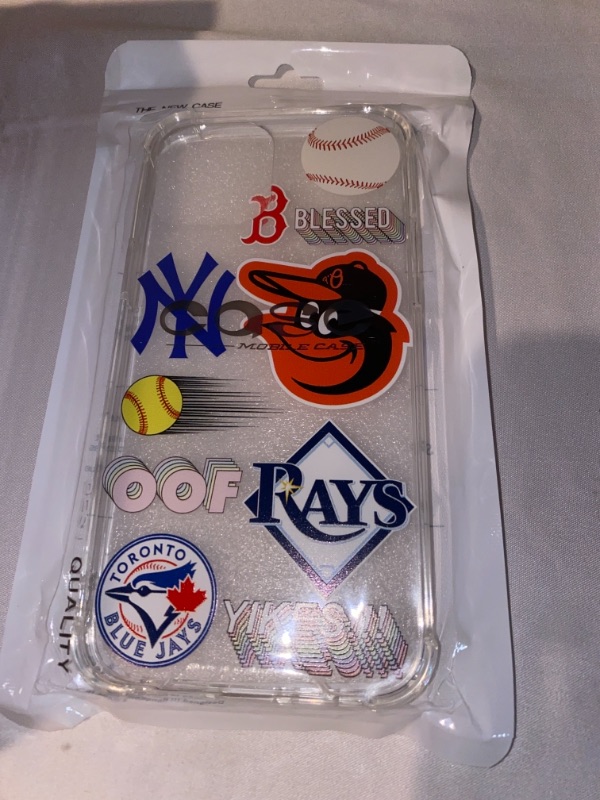 THE NEW CASE
B BLESSED
NY
case
MOBILE CASE
OOF
RAYS
TORONTO
BLUE JAYS
YIKES !!
QUALITY